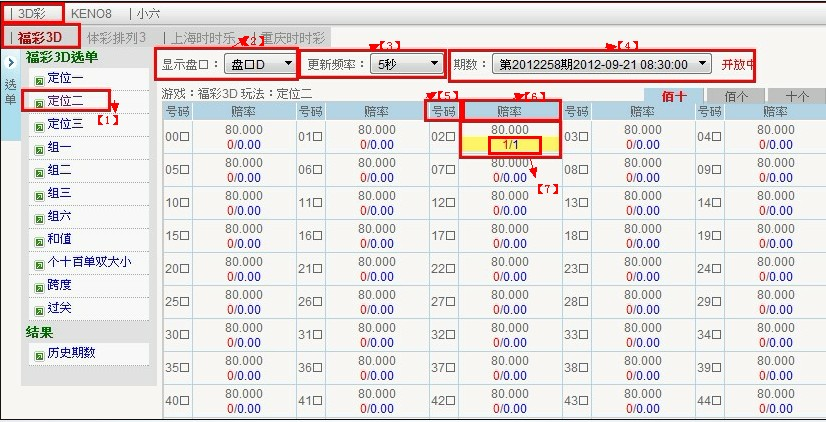 3D彩 KENO8 小六
福彩3D 体彩排列3 上海时时乐 重庆时时彩
选单
福彩3D选单
定位一
定位二
【1】
定位三
组一
组二
组三
组六
和值
个十百单双大小
跨度
过关
结果
历史期数
【2】 【3】 【4】
显示盘口： 盘口D 更新频率： 5秒 期数： 第2012258期2012-09-21 08:30:00 开放中
游戏：福彩3D 玩法：定位二 佰十 佰个 十个
【5】 【6】
号码 赔率 号码 赔率 号码 赔率 号码 赔率 号码 赔率
80.000 80.000 80.000 80.000 80.000
00 01 02 03 04
0/0.00 0/0.00 1/1 0/0.00 0/0.00
80.000 80.000 80.000 80.000 80.000
05 06 07 08 09
0/0.00 0/0.00 0/0.00 0/0.00 0/0.00
【7】
80.000 80.000 80.000 80.000 80.000
10 11 12 13 14
0/0.00 0/0.00 0/0.00 0/0.00 0/0.00
80.000 80.000 80.000 80.000 80.000
15 16 17 18 19
0/0.00 0/0.00 0/0.00 0/0.00 0/0.00
80.000 80.000 80.000 80.000 80.000
20 21 22 23 24
0/0.00 0/0.00 0/0.00 0/0.00 0/0.00
80.000 80.000 80.000 80.000 80.000
25 26 27 28 29
0/0.00 0/0.00 0/0.00 0/0.00 0/0.00
80.000 80.000 80.000 80.000 80.000
30 31 32 33 34
0/0.00 0/0.00 0/0.00 0/0.00 0/0.00
80.000 80.000 80.000 80.000 80.000
35 36 37 38 39
0/0.00 0/0.00 0/0.00 0/0.00 0/0.00
80.000 80.000 80.000 80.000 80.000
40 41 42 43 44
0/0.00 0/0.00 0/0.00 0/0.00 0/0.00